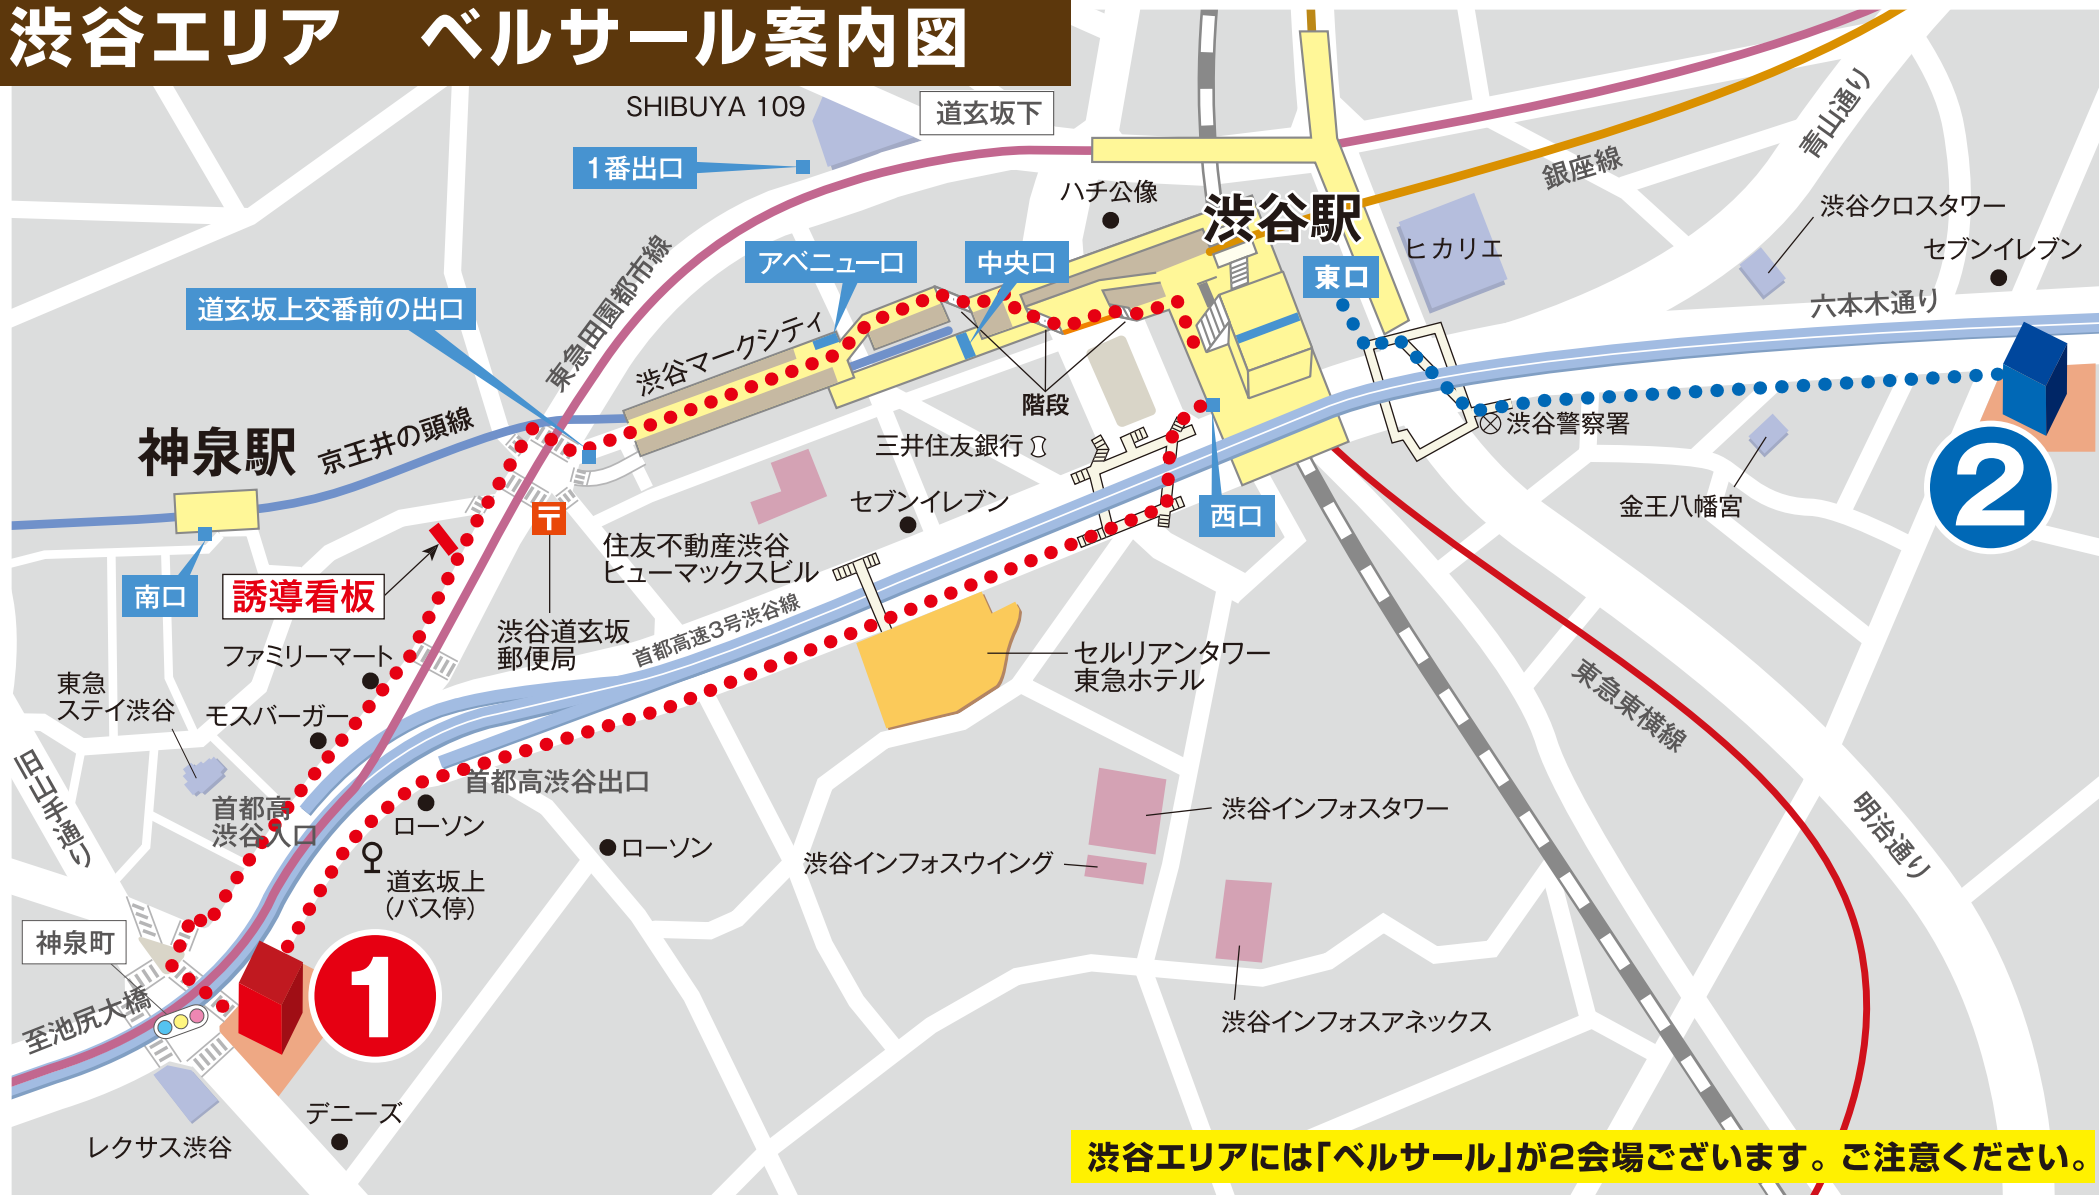 渋谷エリア　ベルサール案内図
SHIBUYA 109
道玄坂下
1番出口
ハチ公像
渋谷駅
銀座線
青山通り
渋谷クロスタワー
セブンイレブン
ヒカリエ
東口
六本木通り
アベニュー口
中央口
道玄坂上交番前の出口
東急田園都市線
渋谷マークシティ
階段
神泉駅
京王井の頭線
三井住友銀行
渋谷警察署
金王八幡宮
2
西口
セブンイレブン
〒
住友不動産渋谷
ヒューマックスビル
南口
誘導看板
渋谷道玄坂
郵便局
首都高速3号渋谷線
セルリアンタワー
東急ホテル
ファミリーマート
東急
ステイ渋谷
モスバーガー
東急東横線
旧山手通り
首都高
渋谷入口
首都高渋谷出口
ローソン
ローソン
道玄坂上
(バス停)
渋谷インフォスタワー
渋谷インフォスウイング
明治通り
神泉町
1
至池尻大橋
渋谷インフォスアネックス
デニーズ
レクサス渋谷
渋谷エリアには「ベルサール」が2会場ございます。ご注意ください。